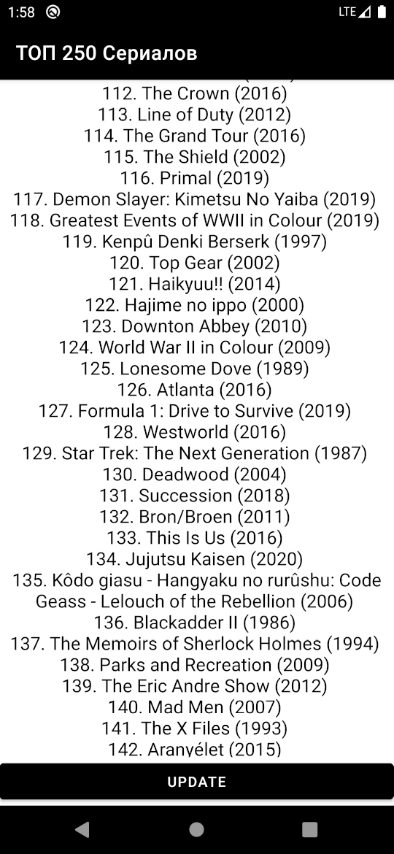 1:58
LTE
ТОП 250 Сериалов
112. The Crown (2016)
113. Line of Duty (2012)
114. The Grand Tour (2016)
115. The Shield (2002)
116. Primal (2019)
117. Demon Slayer: Kimetsu No Yaiba (2019)
118. Greatest Events of WWII in Colour (2019)
119. Kenpû Denki Berserk (1997)
120. Top Gear (2002)
121. Haikyuu!! (2014)
122. Hajime no ippo (2000)
123. Downton Abbey (2010)
124. World War II in Colour (2009)
125. Lonesome Dove (1989)
126. Atlanta (2016)
127. Formula 1: Drive to Survive (2019)
128. Westworld (2016)
129. Star Trek: The Next Generation (1987)
130. Deadwood (2004)
131. Succession (2018)
132. Bron/Broen (2011)
133. This Is Us (2016)
134. Jujutsu Kaisen (2020)
135. Kôdo giasu - Hangyaku no rurûshu: Code
Geass - Lelouch of the Rebellion (2006)
136. Blackadder II (1986)
137. The Memoirs of Sherlock Holmes (1994)
138. Parks and Recreation (2009)
139. The Eric Andre Show (2012)
140. Mad Men (2007)
141. The X Files (1993)
142. Aranyélet (2015)
UPDATE